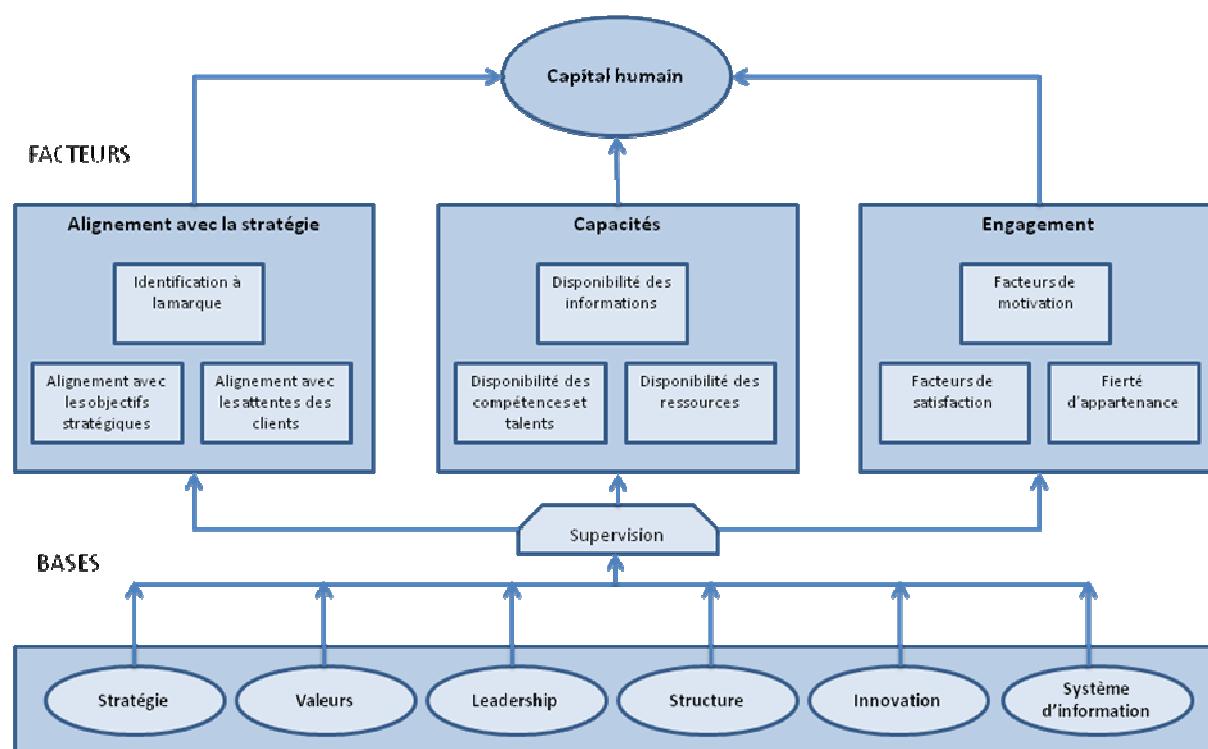 Capital humain
FACTEURS
Alignement avec la stratégie
Identification à
la marque
Alignement avec
les objectifs
stratégiques
Alignement avec
les attentes des
clients
Capacités
Disponibilité des
informations
Disponibilité des
compétences et
talents
Disponibilité des
ressources
Engagement
Facteurs de
motivation
Facteurs de
satisfaction
Fierté
d'appartenance
Supervision
BASES
Stratégie
Valeurs
Leadership
Structure
Innovation
Système
d'information